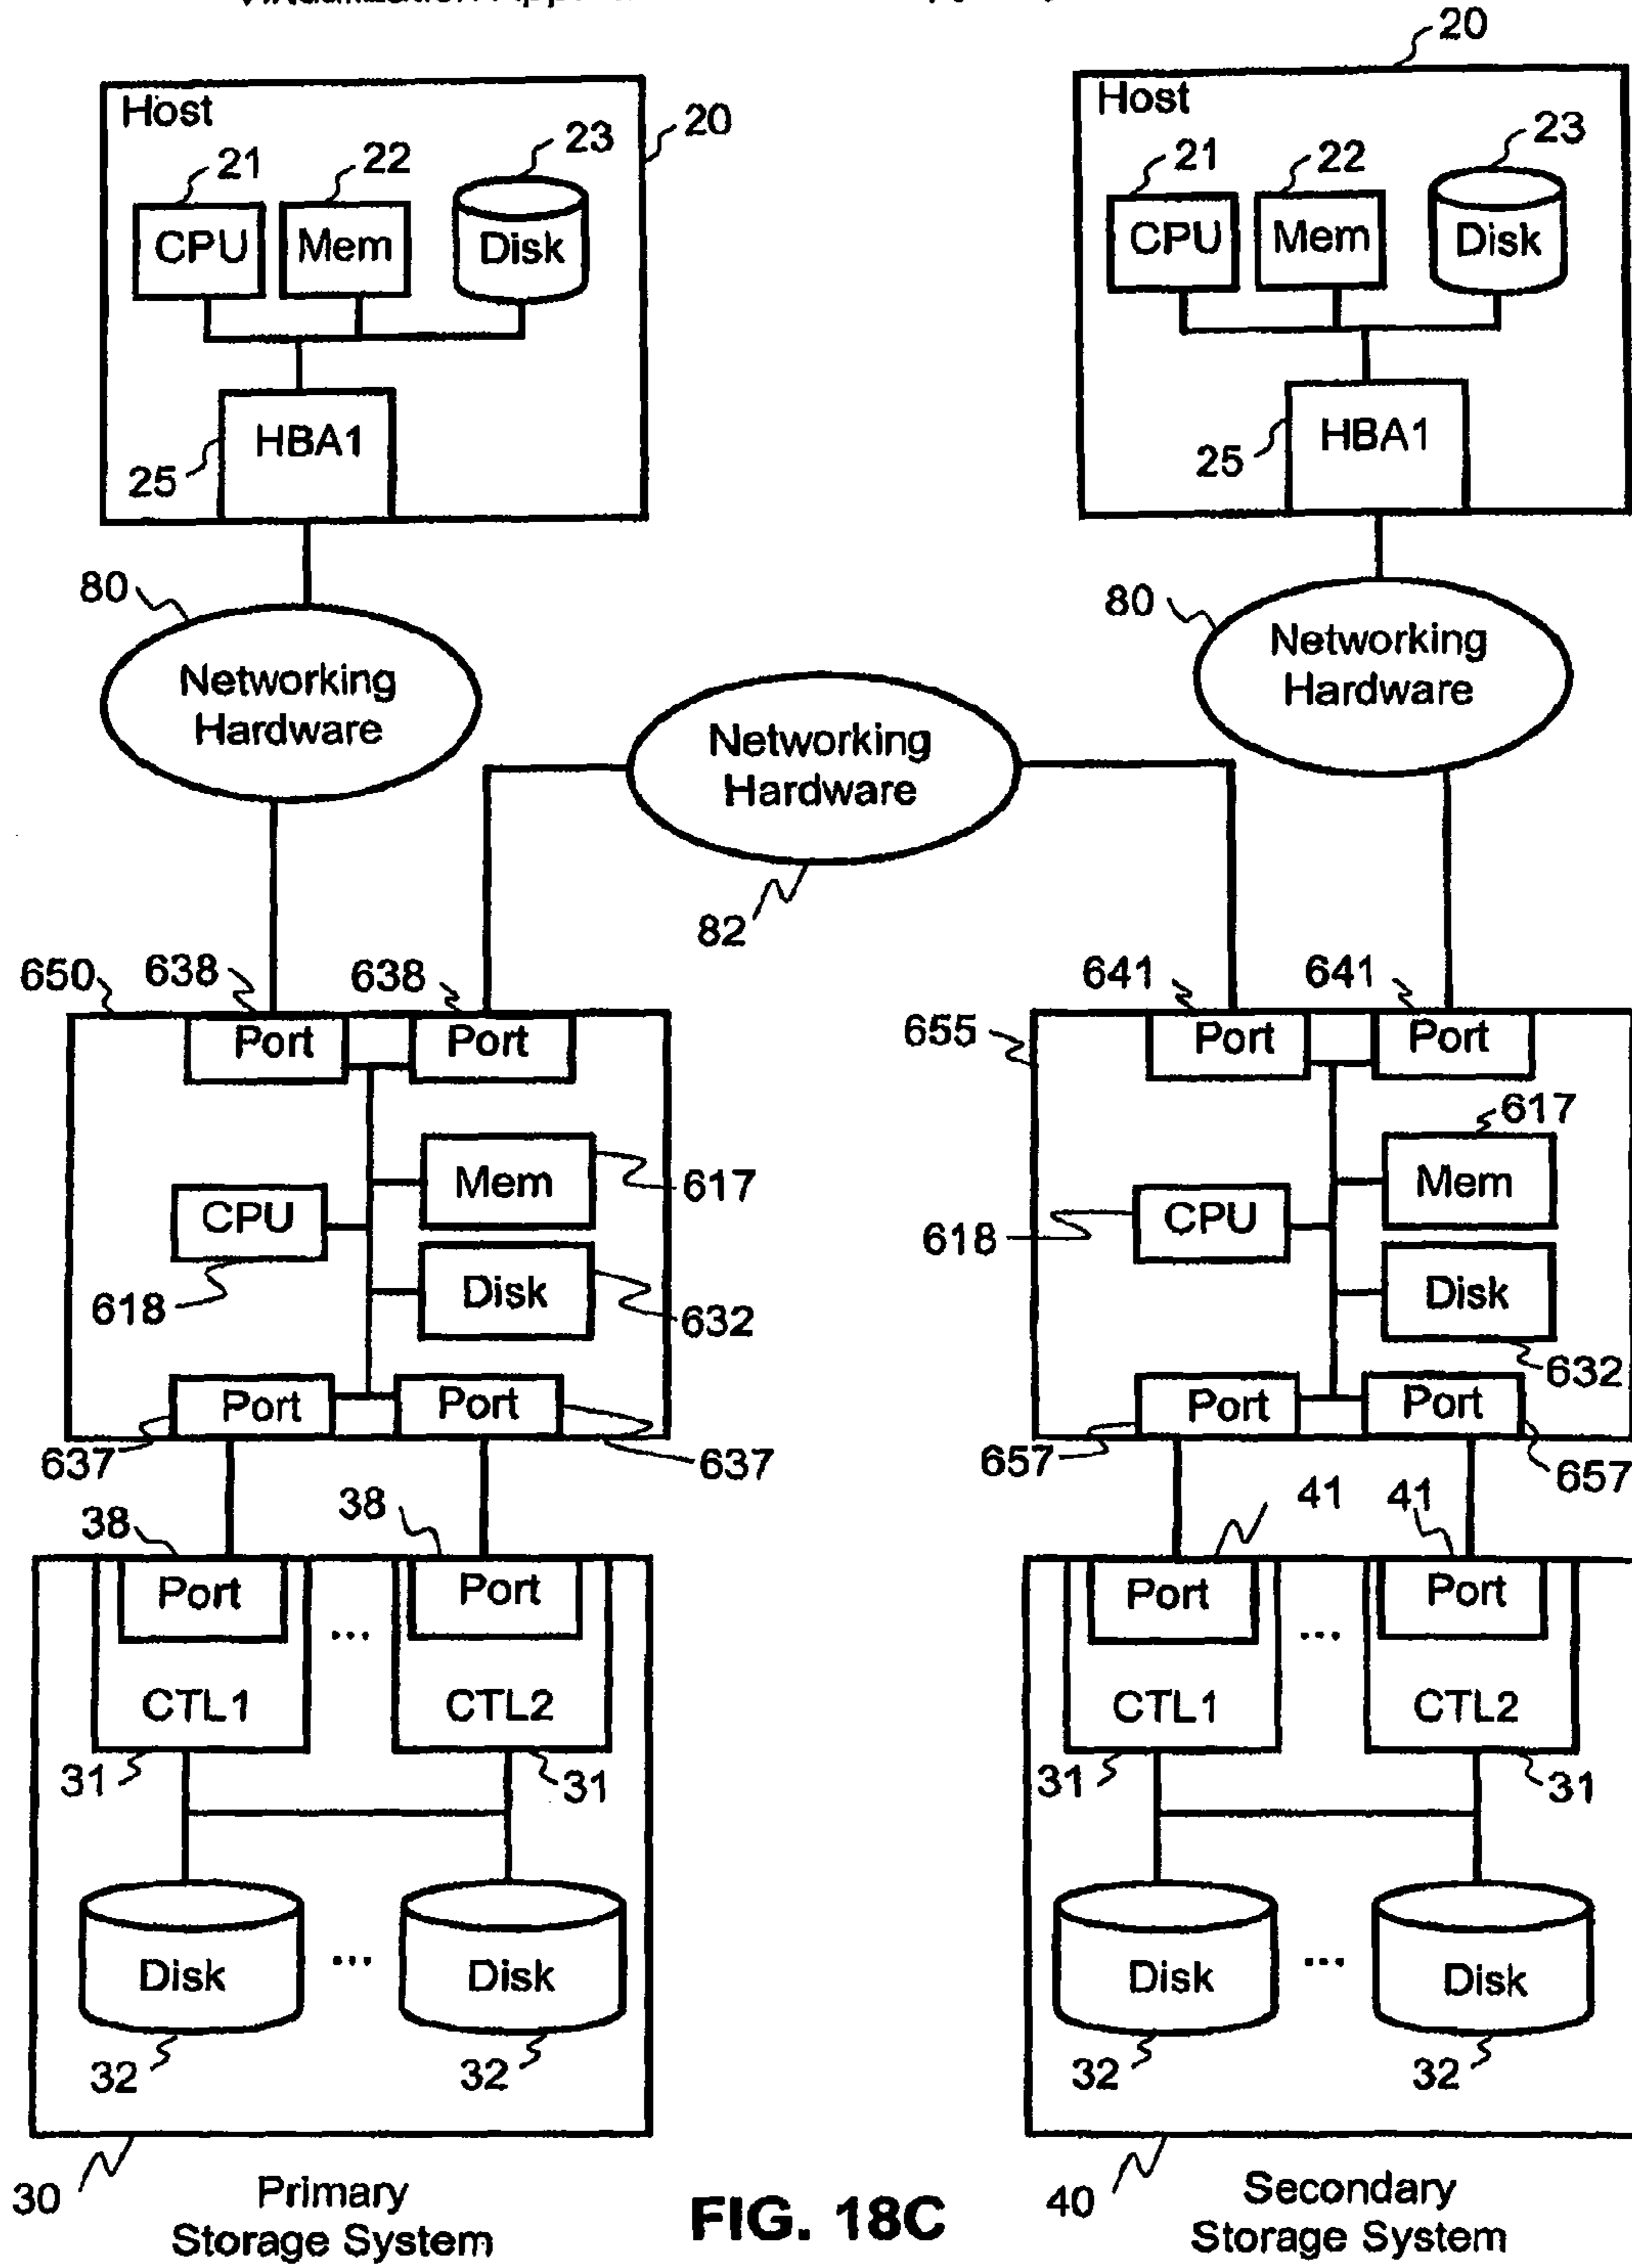 20
Host
20
21
22
23
CPU
Mem
Disk
HBA1
25
Host
21
22
23
CPU
Mem
Disk
HBA1
25
80
Networking
Hardware
Networking
Hardware
82
80
Networking
Hardware
650
638
638
Port
Port
Mem
617
CPU
618
Disk
632
Port
Port
637
637
641
641
655
Port
Port
617
Mem
CPU
618
Disk
632
Port
Port
657
657
38
38
Port
...
Port
CTL1
CTL2
31
31
Disk
...
Disk
32
32
30
Primary
Storage System
41
41
Port
...
Port
CTL1
CTL2
31
31
Disk
...
Disk
32
32
40
Secondary
Storage System
FIG. 18C